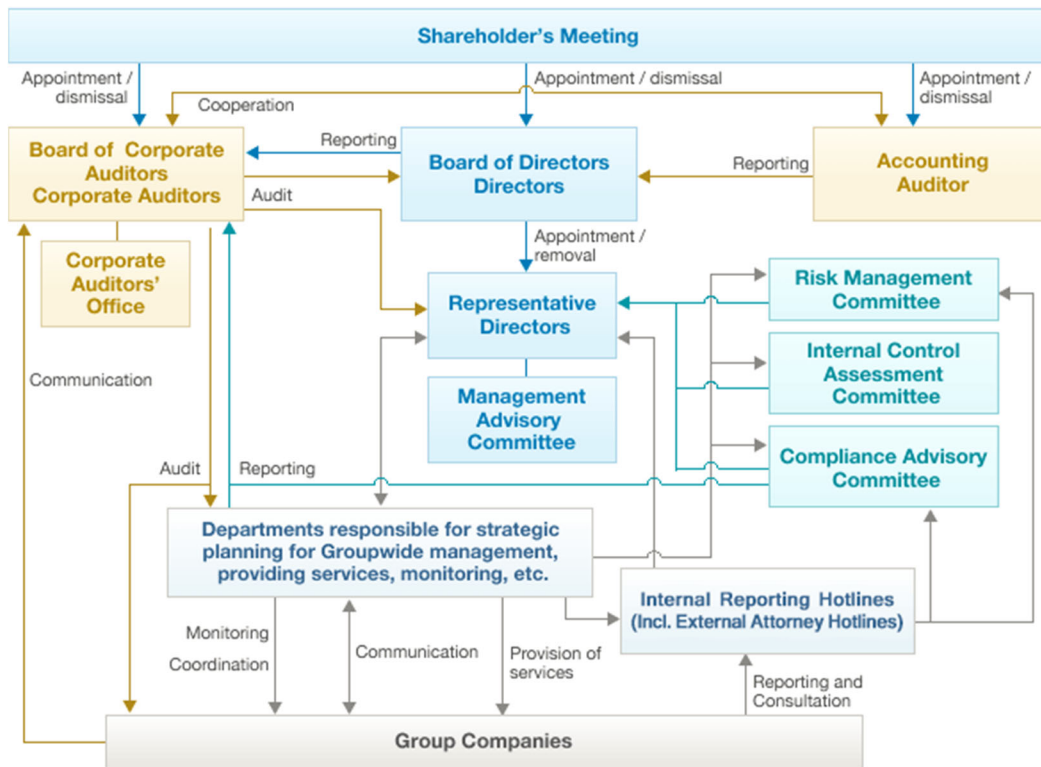 Shareholder's Meeting
Appointment /
dismissal
Appointment / dismissal
Appointment /
dismissal
Cooperation
Board of Corporate
Auditors
Corporate Auditors
Reporting
Board of Directors
Directors
Reporting
Accounting
Auditor
Audit
Corporate
Auditors'
Office
Appointment /
removal
Representative
Directors
Risk Management
Committee
Internal Control
Assessment
Committee
Communication
Management
Advisory
Committee
Compliance Advisory
Committee
Audit
Reporting
Departments responsible for strategic
planning for Groupwide management,
providing services, monitoring, etc.
Internal Reporting Hotlines
(Incl. External Attorney Hotlines)
Monitoring
Coordination
Communication
Provision of
services
Reporting and
Consultation
Group Companies